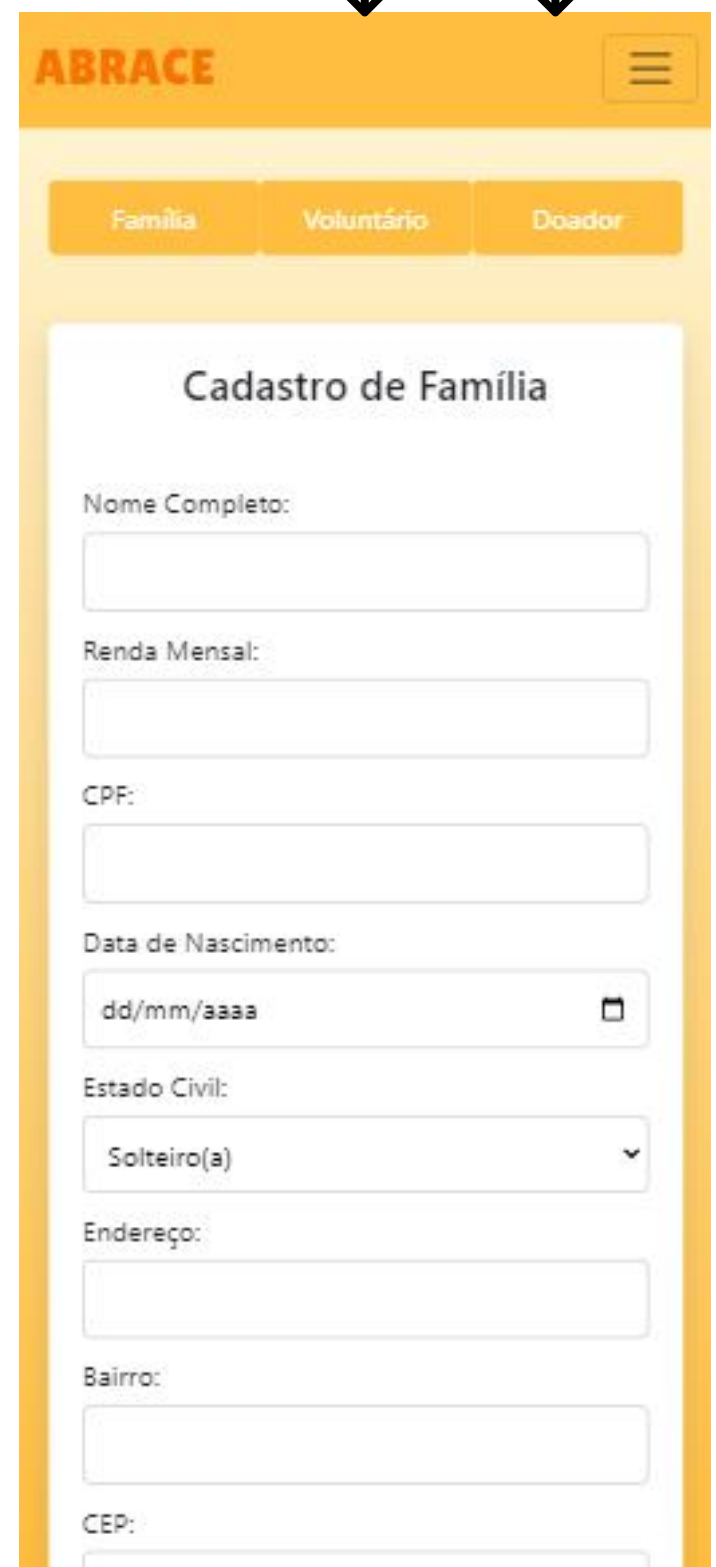 ABRACE
Família Voluntário Doador
Cadastro de Família
Nome Completo:
Renda Mensal:
CPF:
Data de Nascimento:
dd/mm/aaaa
Estado Civil:
Solteiro(a)
Endereço:
Bairro:
CEP: